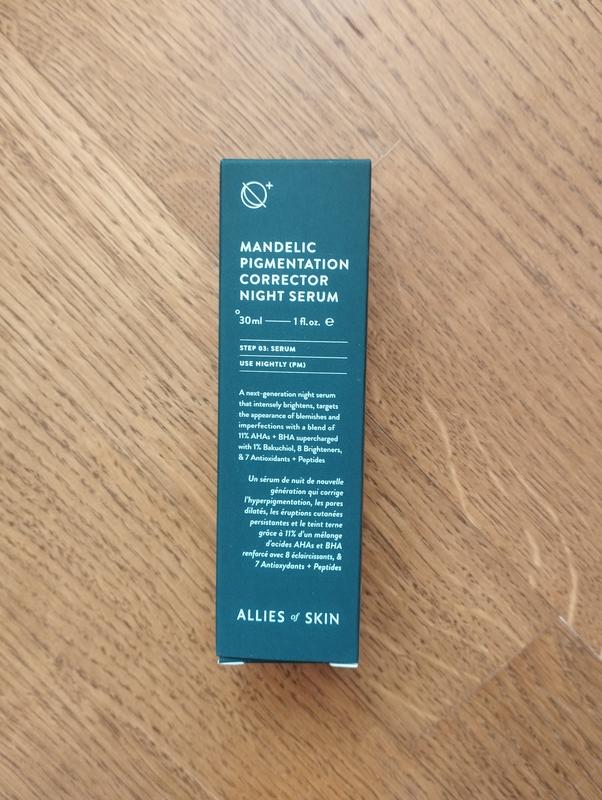 MANDELIC
PIGMENTATION
CORRECTOR
NIGHT SERUM
30ml — 1 fl.oz. ℮
STEP 03: SERUM
USE NIGHTLY (PM)
A next-generation night serum
that intensely brightens, targets
the appearance of blemishes and
imperfections with a blend of
11% AHAs + BHA supercharged
with 1% Bakuchiol, 8 Brighteners,
& 7 Antioxidants + Peptides
Un sérum de nuit de nouvelle
génération qui corrige
l'hyperpigmentation, les pores
dilatés, les éruptions cutanées
persistantes et le teint terne
grâce à 11% d'un mélange
d'acides AHAs et BHA
renforcé avec 8 éclaircissants, &
7 Antioxydants + Peptides
ALLIES of SKIN